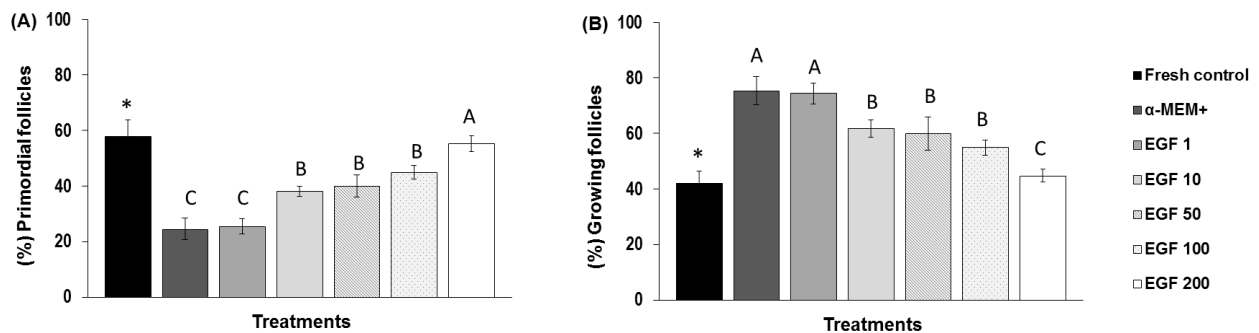 (A)
(%) Primordial follicles
100
80
60
40
20
0
*
C
C
B
B
B
A
Treatments
(B)
(%) Growing follicles
100
80
60
40
20
0
*
A
A
B
B
B
C
Treatments
Fresh control
α-MEM+
EGF 1
EGF 10
EGF 50
EGF 100
EGF 200